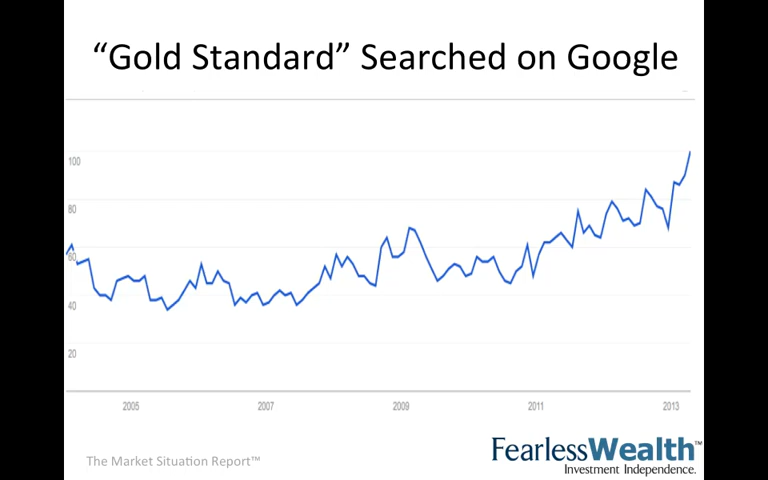 “Gold Standard” Searched on Google
100
80
60
40
20
2005 2007 2009 2011 2013
The Market Situation Report™
FearlessWealth™
Investment Independence.